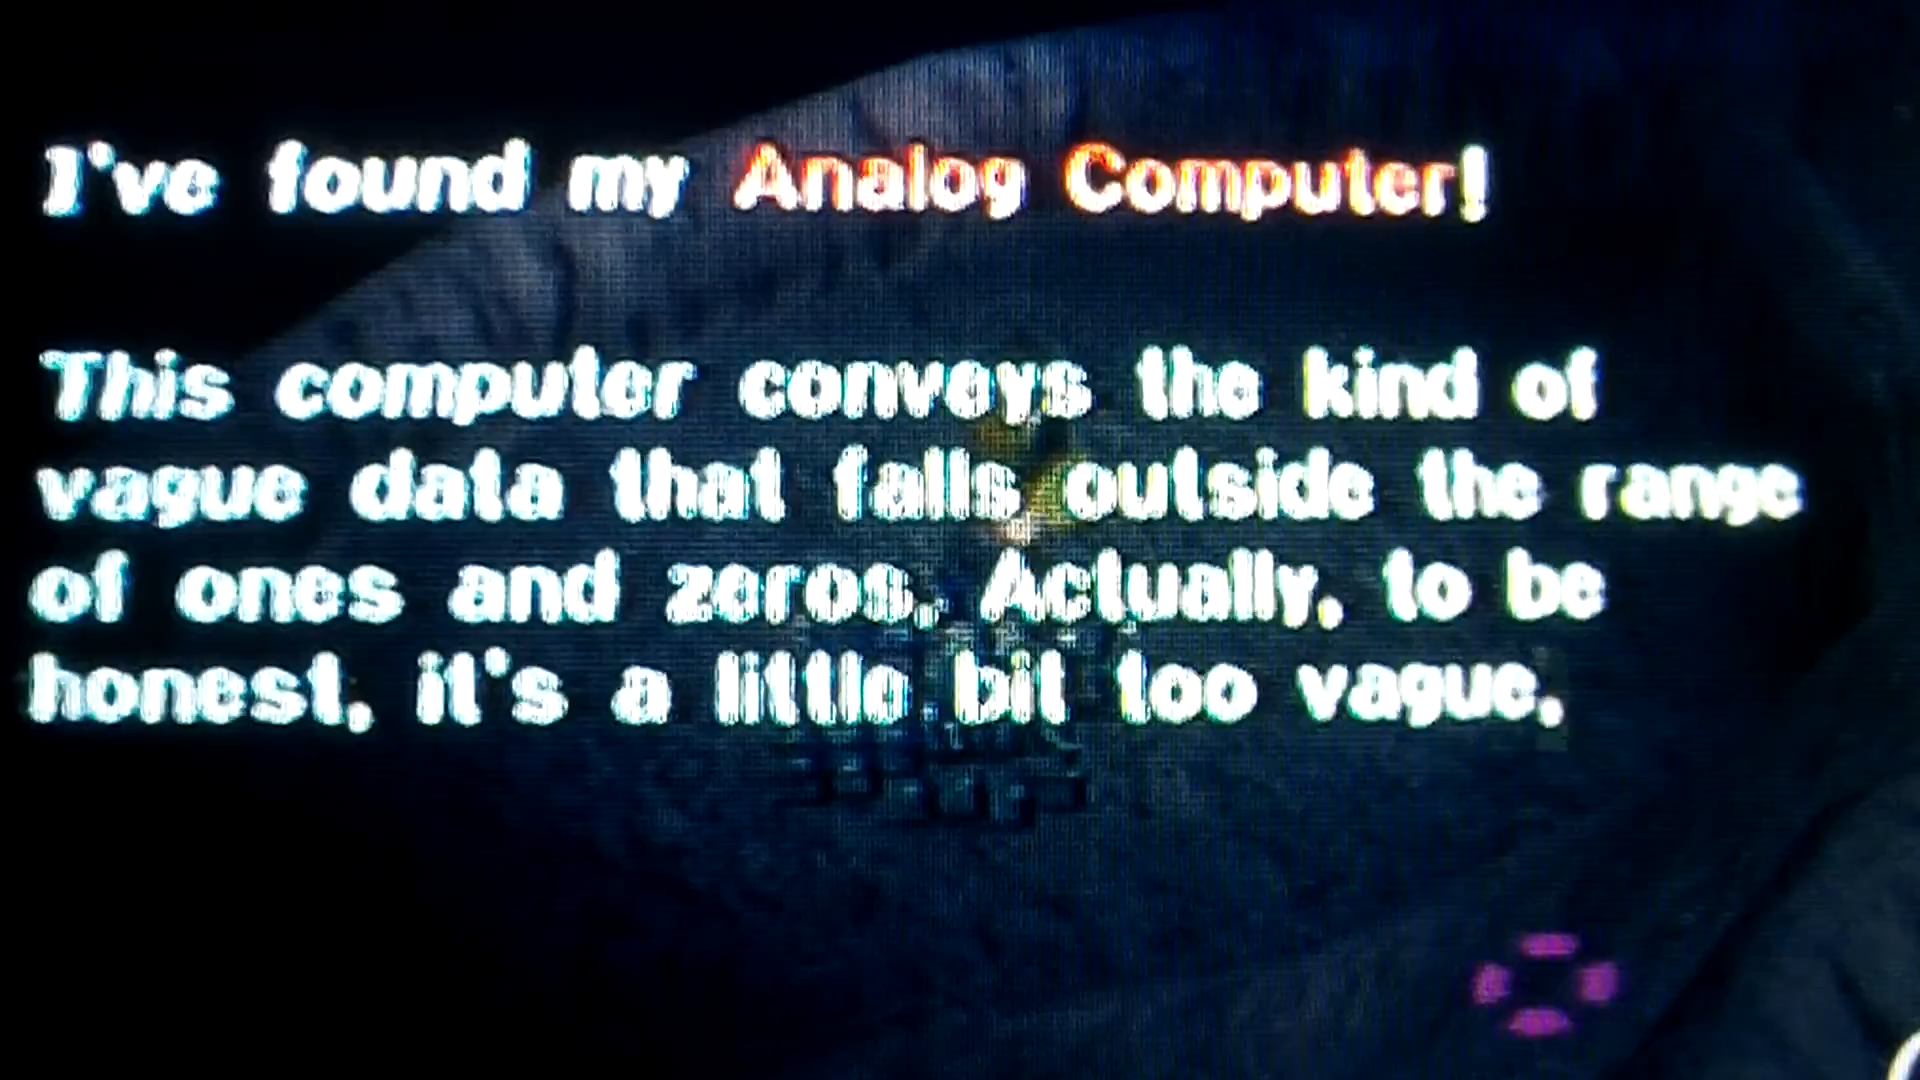 I've found my Analog Computer!
This computer conveys the kind of
vague data that falls outside the range
of ones and zeros. Actually, to be
honest, it's a little bit too vague.